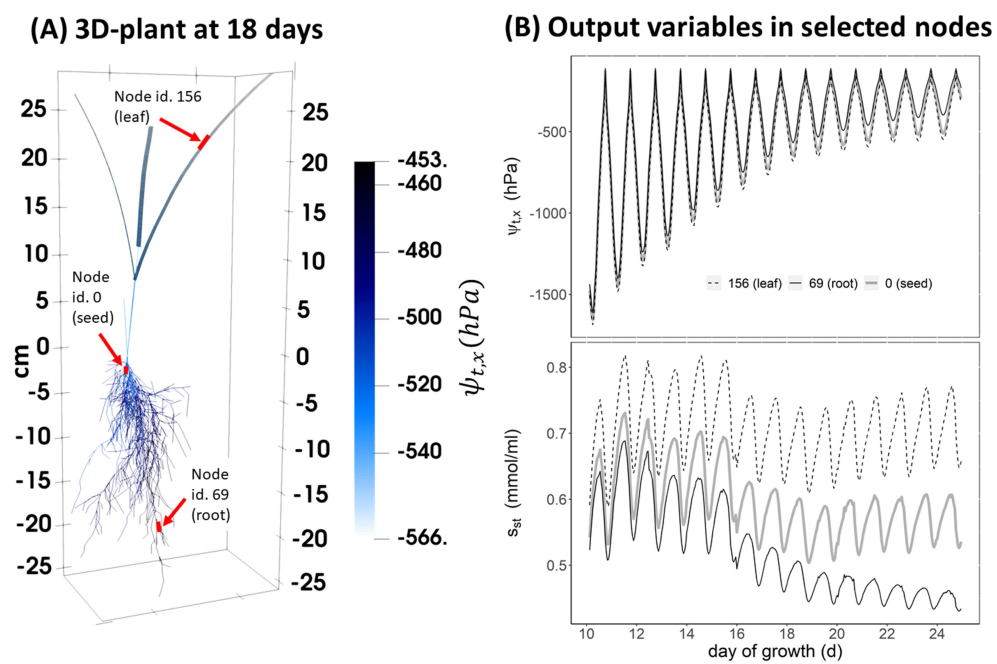 (A) 3D-plant at 18 days
Node id. 156
(leaf)
25
20
15
10
5
0
-5
-10
-15
-20
-25
cm
25
20
15
10
5
0
-5
-10
-15
-20
-25
Node
id. 0
(seed)
Node
id. 69
(root)
-453.
-460
-480
-500
-520
-540
-566.
ψt,x(hPa)
(B) Output variables in selected nodes
ψt,x (hPa)
-500
-1000
-1500
156 (leaf) 69 (root) 0 (seed)
sst (mmol/ml)
0.8
0.7
0.6
0.5
10 12 14 16 18 20 22 24
day of growth (d)